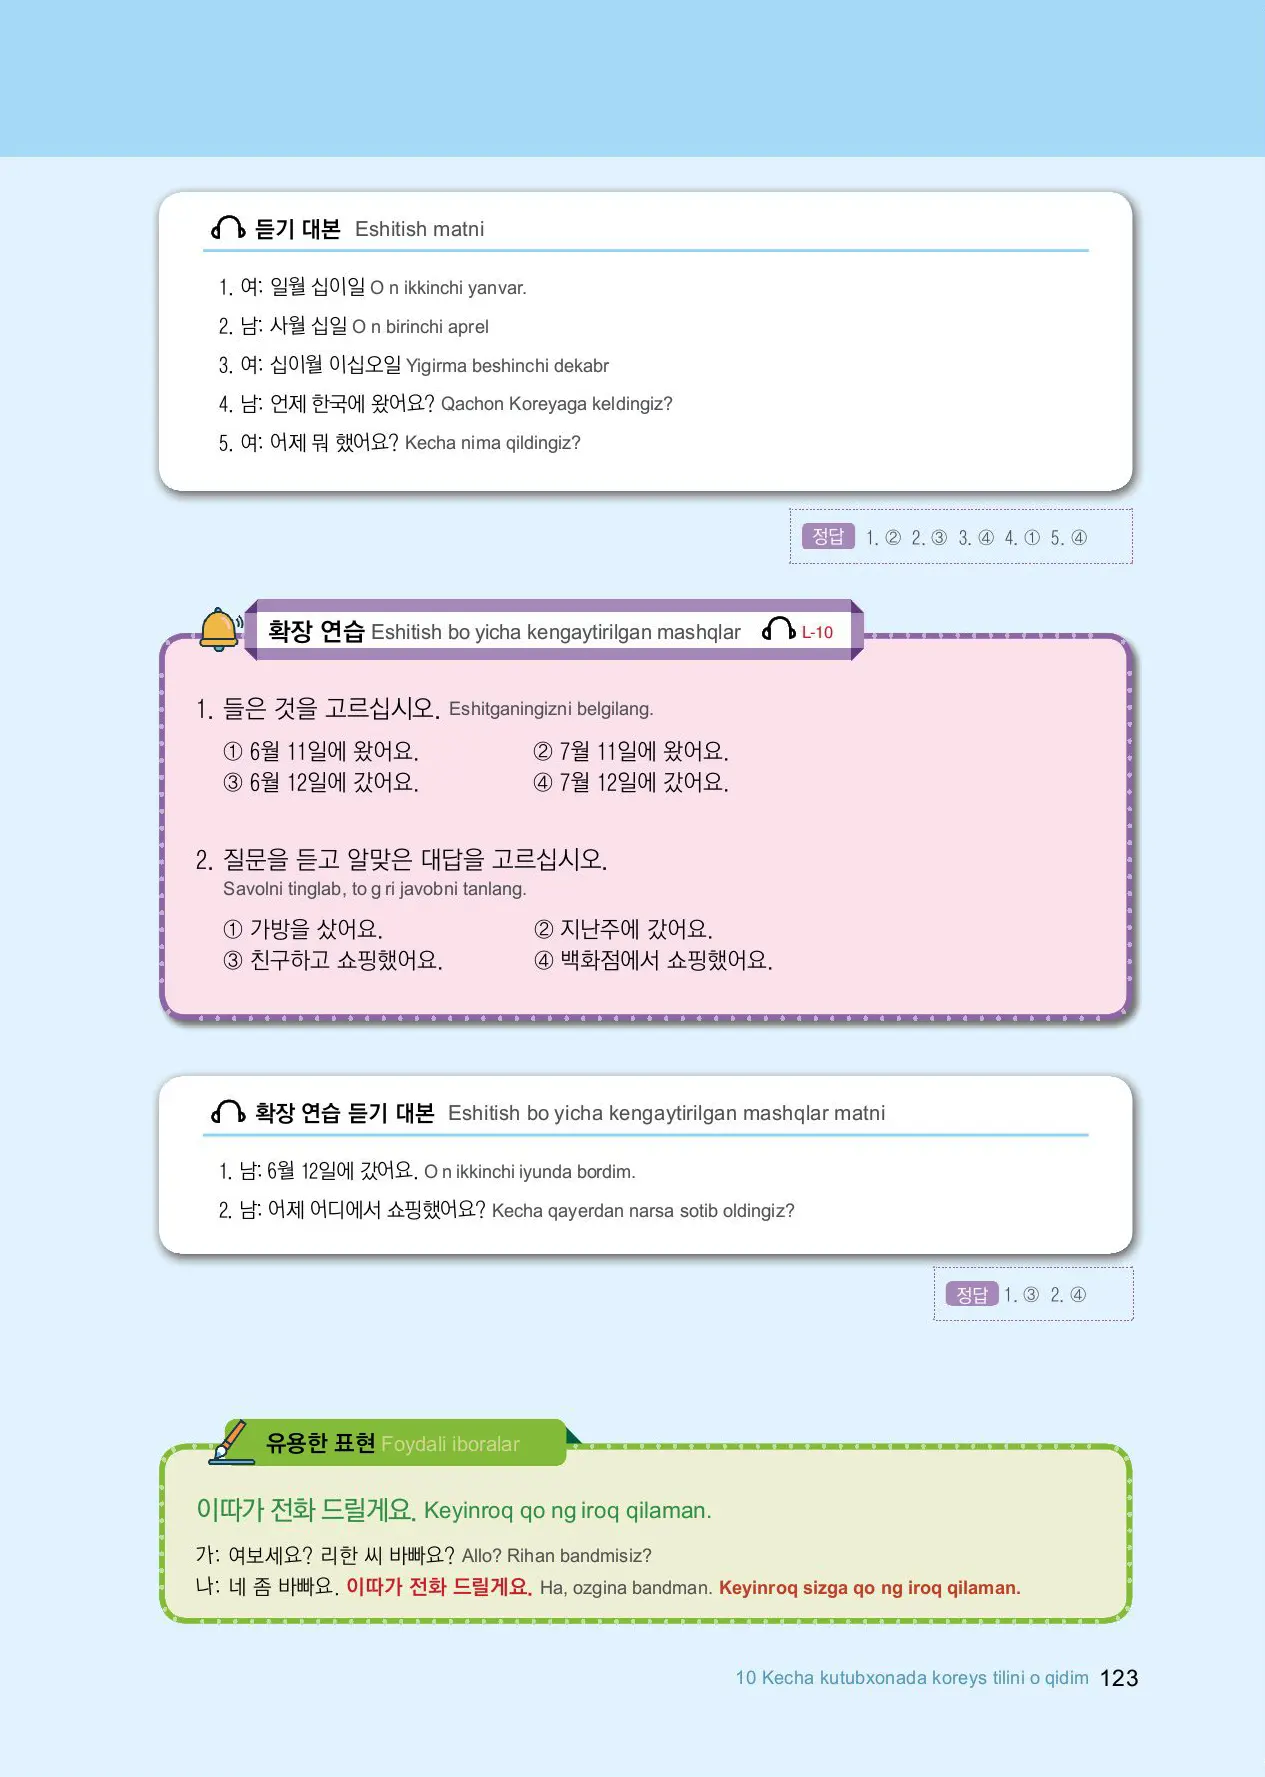 듣기 대본 Eshitish matni
1. 여: 일월 십이일 O n ikkinchi yanvar.
2. 남: 사월 십일 O n birinchi aprel
3. 여: 십이월 이십오일 Yigirma beshinchi dekabr
4. 남: 언제 한국에 왔어요? Qachon Koreyaga keldingiz?
5. 여: 어제 뭐 했어요? Kecha nima qildingiz?
정답 1. ② 2. ③ 3. ④ 4. ① 5. ④
확장 연습 Eshitish bo yicha kengaytirilgan mashqlar L-10
1. 들은 것을 고르십시오. Eshitganingizni belgilang.
① 6월 11일에 왔어요. ② 7월 11일에 왔어요.
③ 6월 12일에 갔어요. ④ 7월 12일에 갔어요.
2. 질문을 듣고 알맞은 대답을 고르십시오.
Savolni tinglab, to g ri javobni tanlang.
① 가방을 샀어요. ② 지난주에 갔어요.
③ 친구하고 쇼핑했어요. ④ 백화점에서 쇼핑했어요.
확장 연습 듣기 대본 Eshitish bo yicha kengaytirilgan mashqlar matni
1. 남: 6월 12일에 갔어요. O n ikkinchi iyunda bordim.
2. 남: 어제 어디에서 쇼핑했어요? Kecha qayerdan narsa sotib oldingiz?
정답 1. ③ 2. ④
유용한 표현 Foydali iboralar
이따가 전화 드릴게요. Keyinroq qo ng iroq qilaman.
가: 여보세요? 리한 씨 바빠요? Allo? Rihan bandmisiz?
나: 네 좀 바빠요. 이따가 전화 드릴게요. Ha, ozgina bandman. Keyinroq sizga qo ng iroq qilaman.
10 Kecha kutubxonada koreys tilini o qidim 123